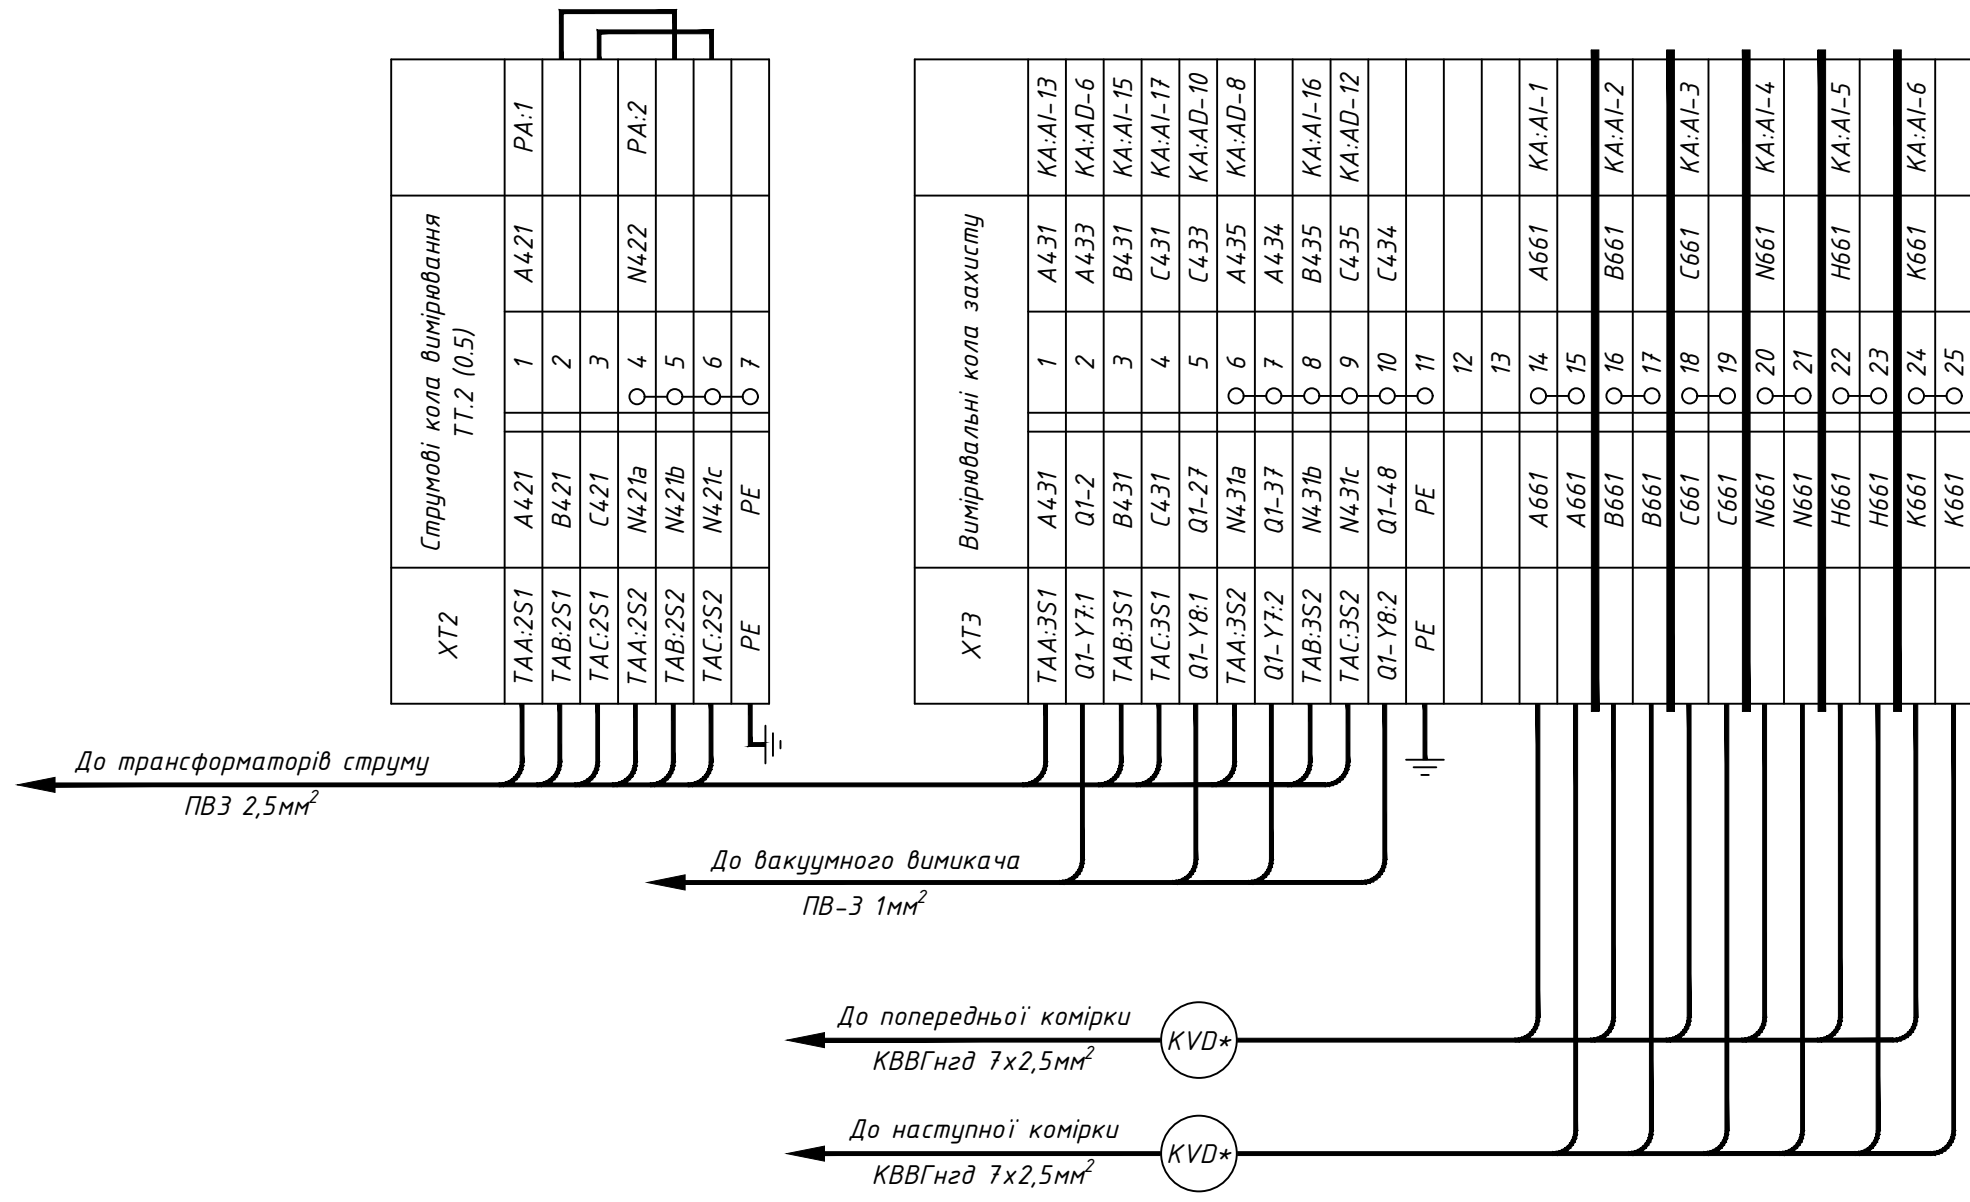 XT2
Струмові кола вимірювання
ТТ.2 (0.5)
TAA:2S1 A421 1 A421 PA:1
TAB:2S1 B421 2
TAC:2S1 C421 3
TAA:2S2 N421a 4 N422 PA:2
TAB:2S2 N421b 5
TAC:2S2 N421c 6
PE PE 7
XT3
Вимірювальні кола захисту
TAA:3S1 A431 1 A431 KA:AI-13
Q1-Y7:1 Q1-2 2 A433 KA:AD-6
TAB:3S1 B431 3 B431 KA:AI-15
TAC:3S1 C431 4 C431 KA:AI-17
Q1-Y8:1 Q1-27 5 C433 KA:AD-10
TAA:3S2 N431a 6 A435 KA:AD-8
Q1-Y7:2 Q1-37 7 A434
TAB:3S2 N431b 8 B435 KA:AI-16
TAC:3S2 N431c 9 C435 KA:AD-12
Q1-Y8:2 Q1-48 10 C434
PE PE 11
12
13
A661 14 A661 KA:AI-1
A661 15
B661 16 B661 KA:AI-2
B661 17
C661 18 C661 KA:AI-3
C661 19
N661 20 N661 KA:AI-4
N661 21
H661 22 H661 KA:AI-5
H661 23
K661 24 K661 KA:AI-6
K661 25
До трансформаторів струму
ПВ3 2,5мм²
До вакуумного вимикача
ПВ-3 1мм²
До попередньої комірки
КВВГнгд 7х2,5мм²
KVD*
До наступної комірки
КВВГнгд 7х2,5мм²
KVD*